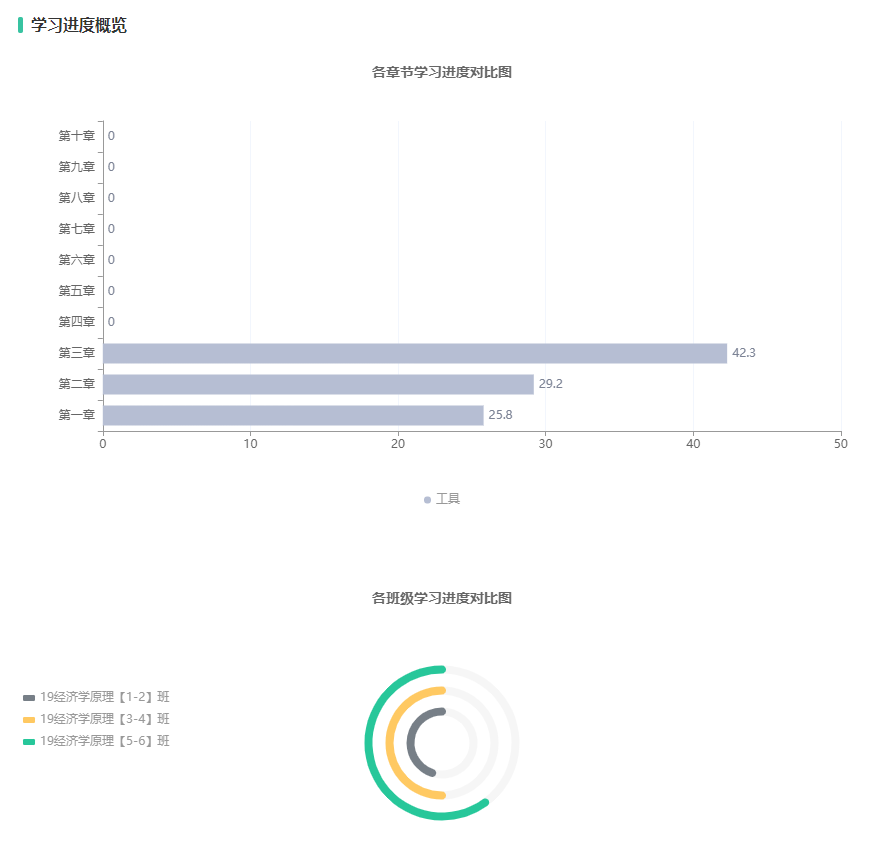 学习进度概览
各章节学习进度对比图
第十章 0
第九章 0
第八章 0
第七章 0
第六章 0
第五章 0
第四章 0
第三章 42.3
第二章 29.2
第一章 25.8
0 10 20 30 40 50
工具
各班级学习进度对比图
19经济学原理【1-2】班
19经济学原理【3-4】班
19经济学原理【5-6】班